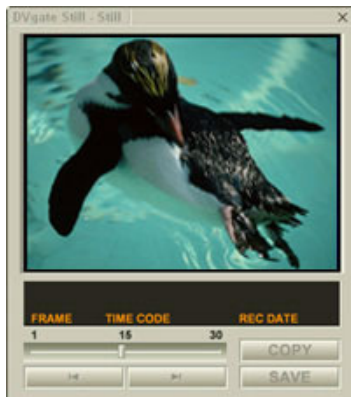 DVgate Still - Still
FRAME TIME CODE REC DATE
1 15 30
COPY
SAVE